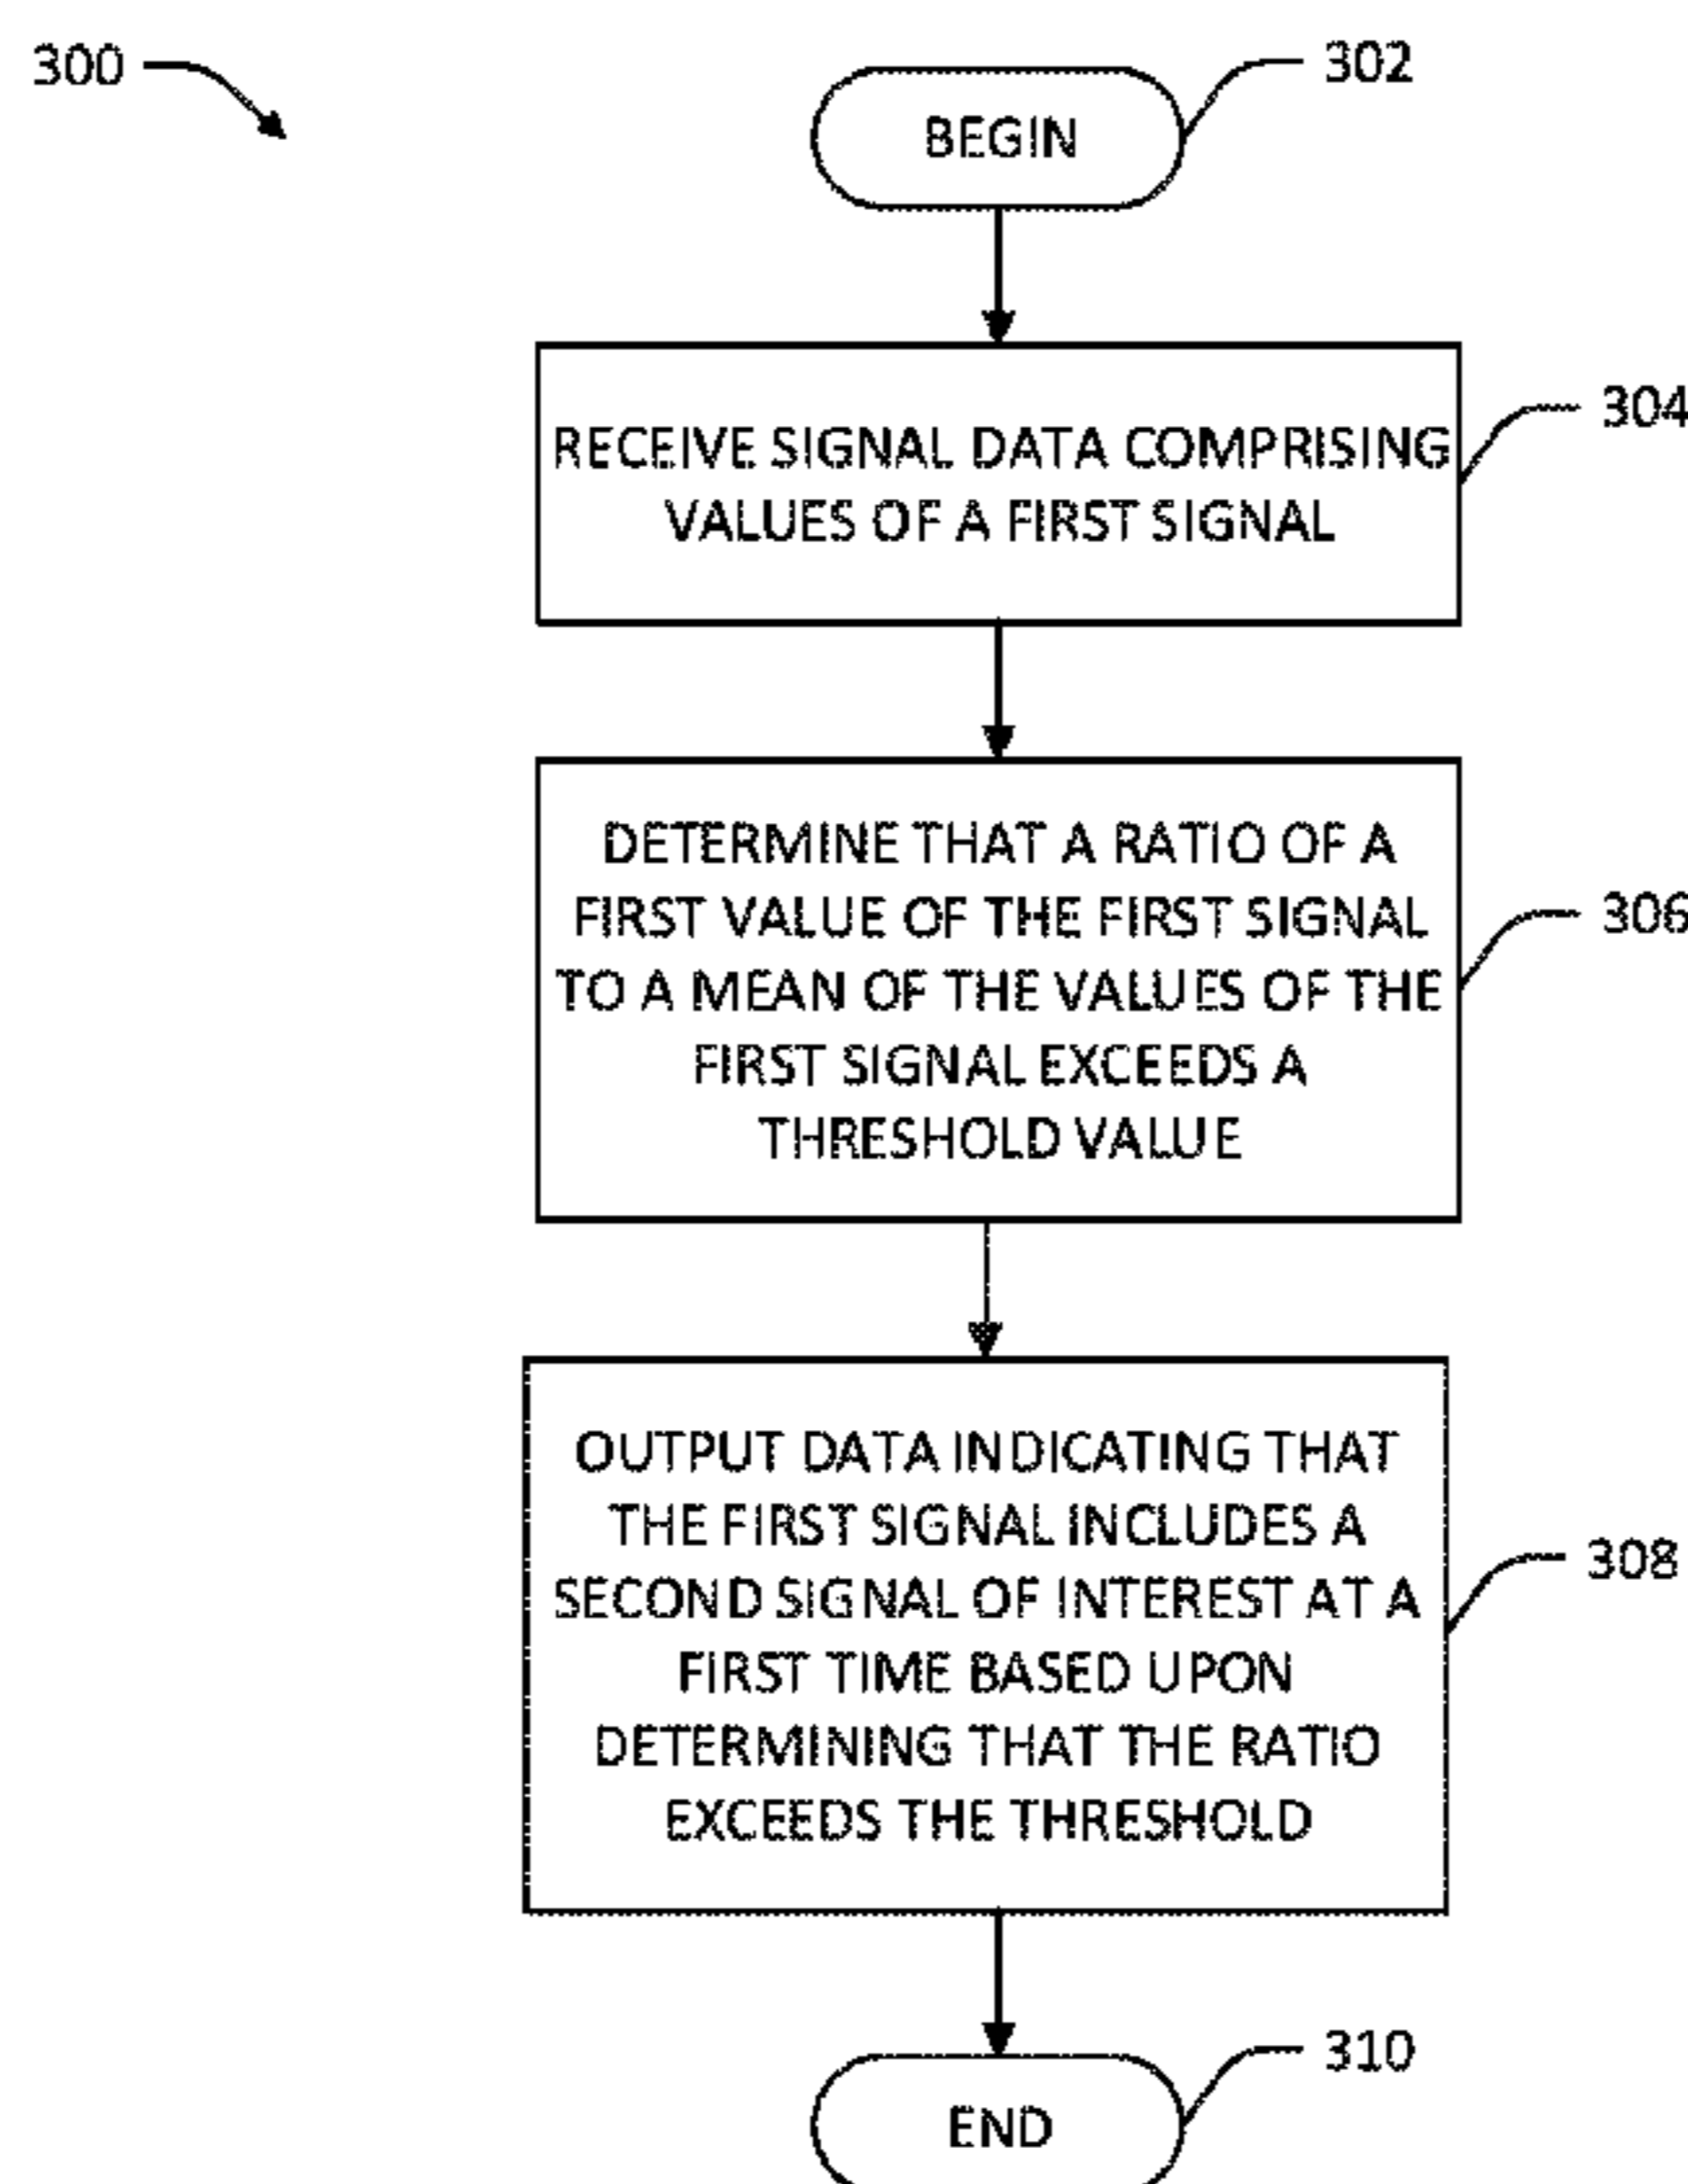 300
302
BEGIN
304
RECEIVE SIGNAL DATA COMPRISING
VALUES OF A FIRST SIGNAL
306
DETERMINE THAT A RATIO OF A
FIRST VALUE OF THE FIRST SIGNAL
TO A MEAN OF THE VALUES OF THE
FIRST SIGNAL EXCEEDS A
THRESHOLD VALUE
308
OUTPUT DATA INDICATING THAT
THE FIRST SIGNAL INCLUDES A
SECOND SIGNAL OF INTEREST AT A
FIRST TIME BASED UPON
DETERMINING THAT THE RATIO
EXCEEDS THE THRESHOLD
310
END